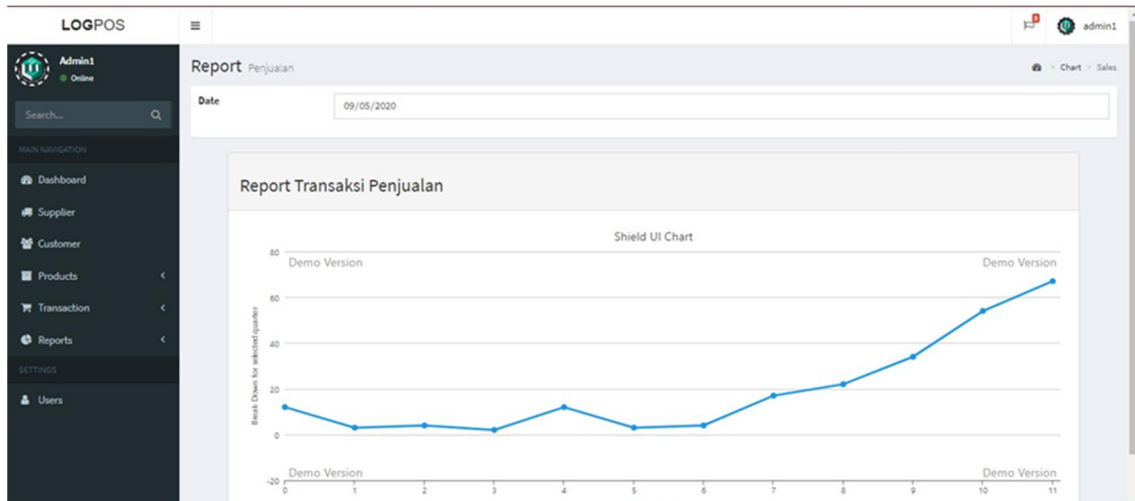 LOGPOS
9
admin1
Admin1
Online
Report Penjualan
> Chart > Sales
Search...
Date
09/05/2020
MAIN NAVIGATION
Dashboard
Supplier
Customer
Products
Transaction
Reports
SETTINGS
Users
Report Transaksi Penjualan
Shield UI Chart
Demo Version
Demo Version
Break Down for selected quarter
80
60
40
20
0
-20
Demo Version
Demo Version
0 1 2 3 4 5 6 7 8 9 10 11